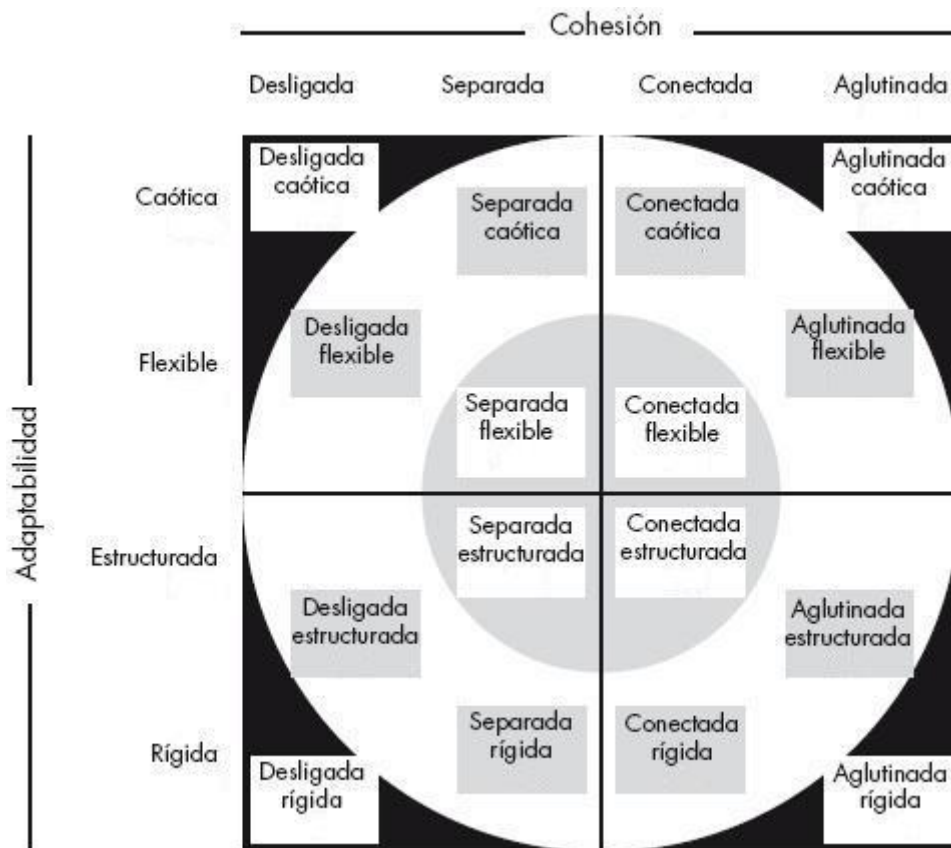 Cohesión
Desligada Separada Conectada Aglutinada
Adaptabilidad
Caótica
Desligada
caótica
Separada
caótica
Conectada
caótica
Aglutinada
caótica
Flexible
Desligada
flexible
Separada
flexible
Conectada
flexible
Aglutinada
flexible
Estructurada
Separada
estructurada
Conectada
estructurada
Desligada
estructurada
Aglutinada
estructurada
Rígida
Desligada
rígida
Separada
rígida
Conectada
rígida
Aglutinada
rígida